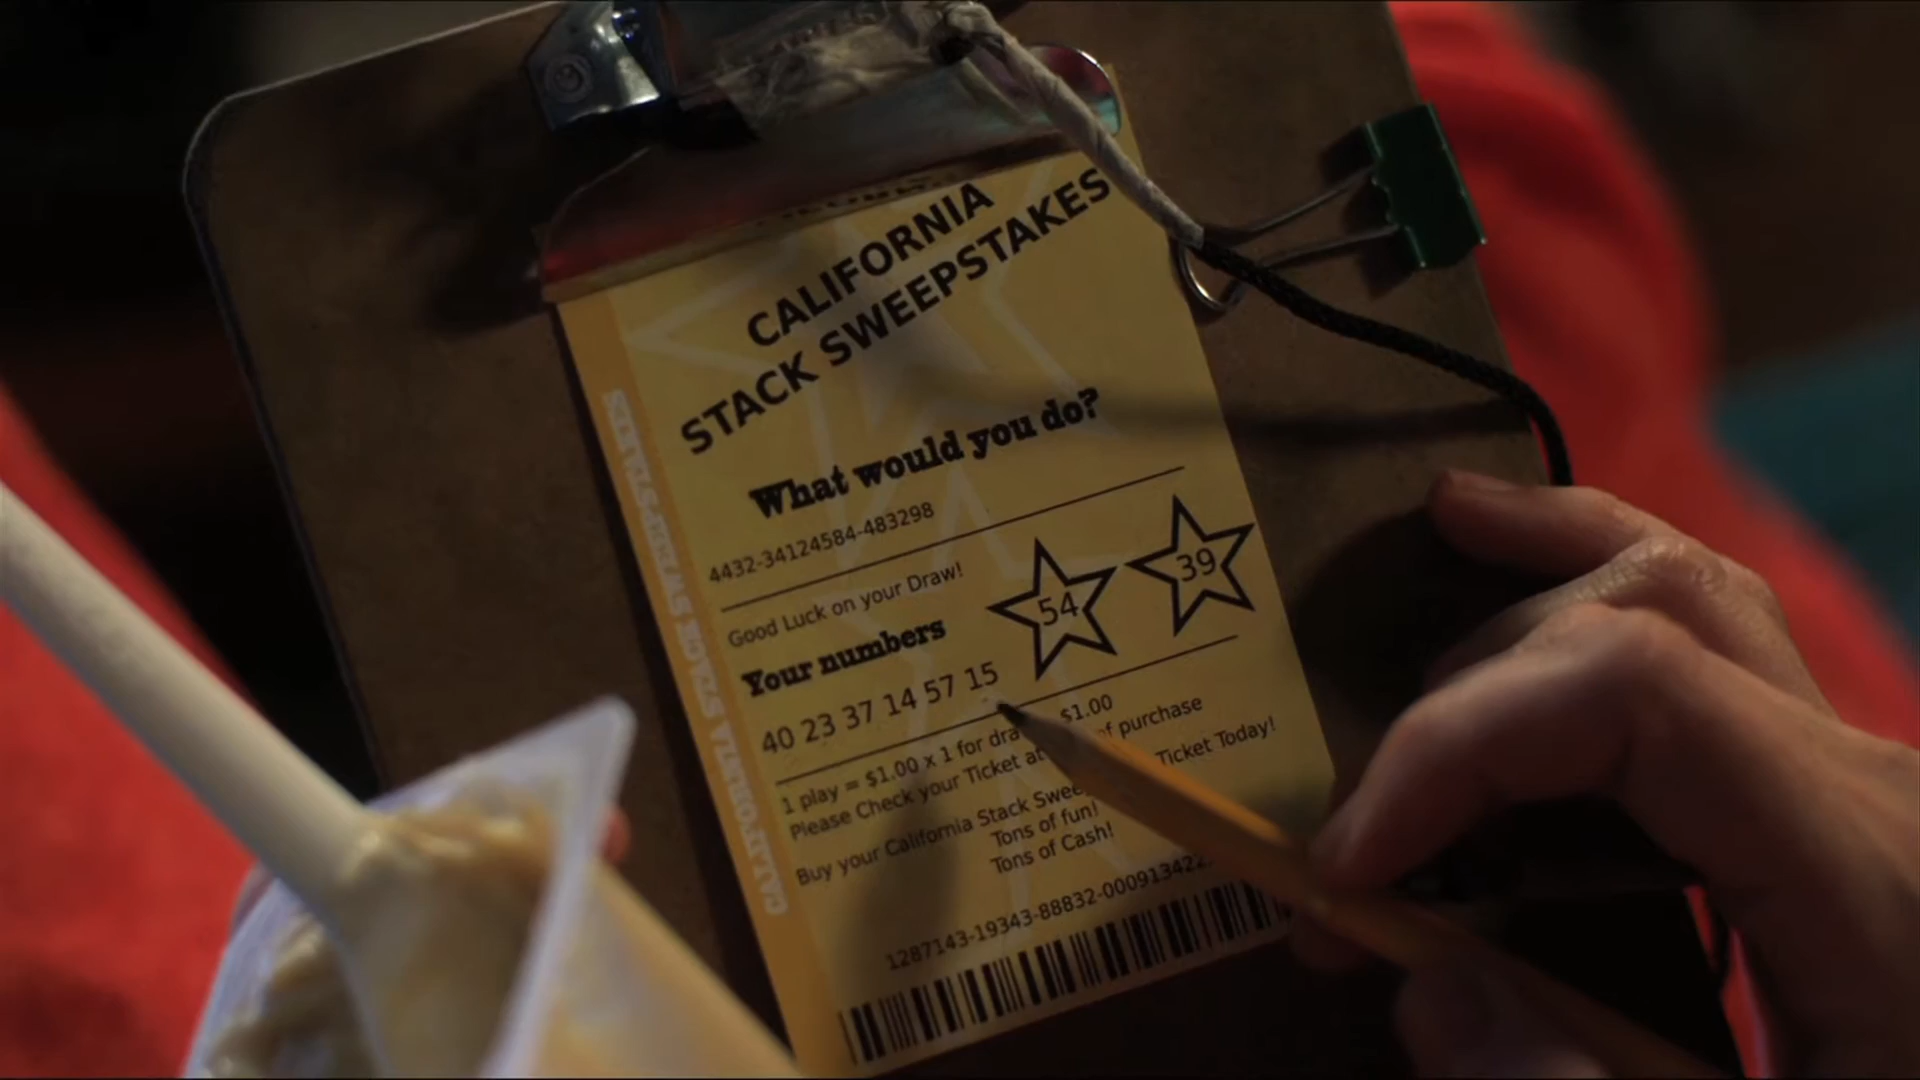 CALIFORNIA
STACK SWEEPSTAKES
What would you do?
4432-34124584-483298
Good Luck on your Draw!
Your numbers
40 23 37 14 57 15
54
39
1 play = $1.00 x 1 for $1.00
Please Check your Ticket at of purchase
Buy your California Stack Ticket Today!
Tons of fun!
Tons of Cash!
1287143-19343-88832-000913422
CALIFORNIA STACK SWEEPSTAKES